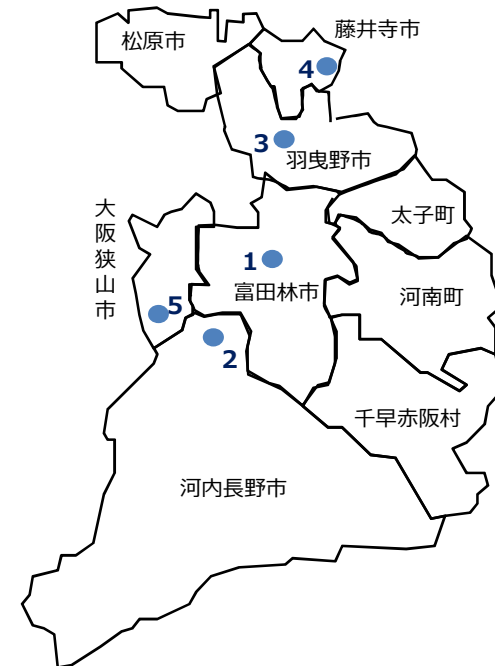 藤井寺市
松原市
4
3
羽曳野市
大阪狭山市
太子町
1
富田林市
河南町
5
2
千早赤阪村
河内長野市